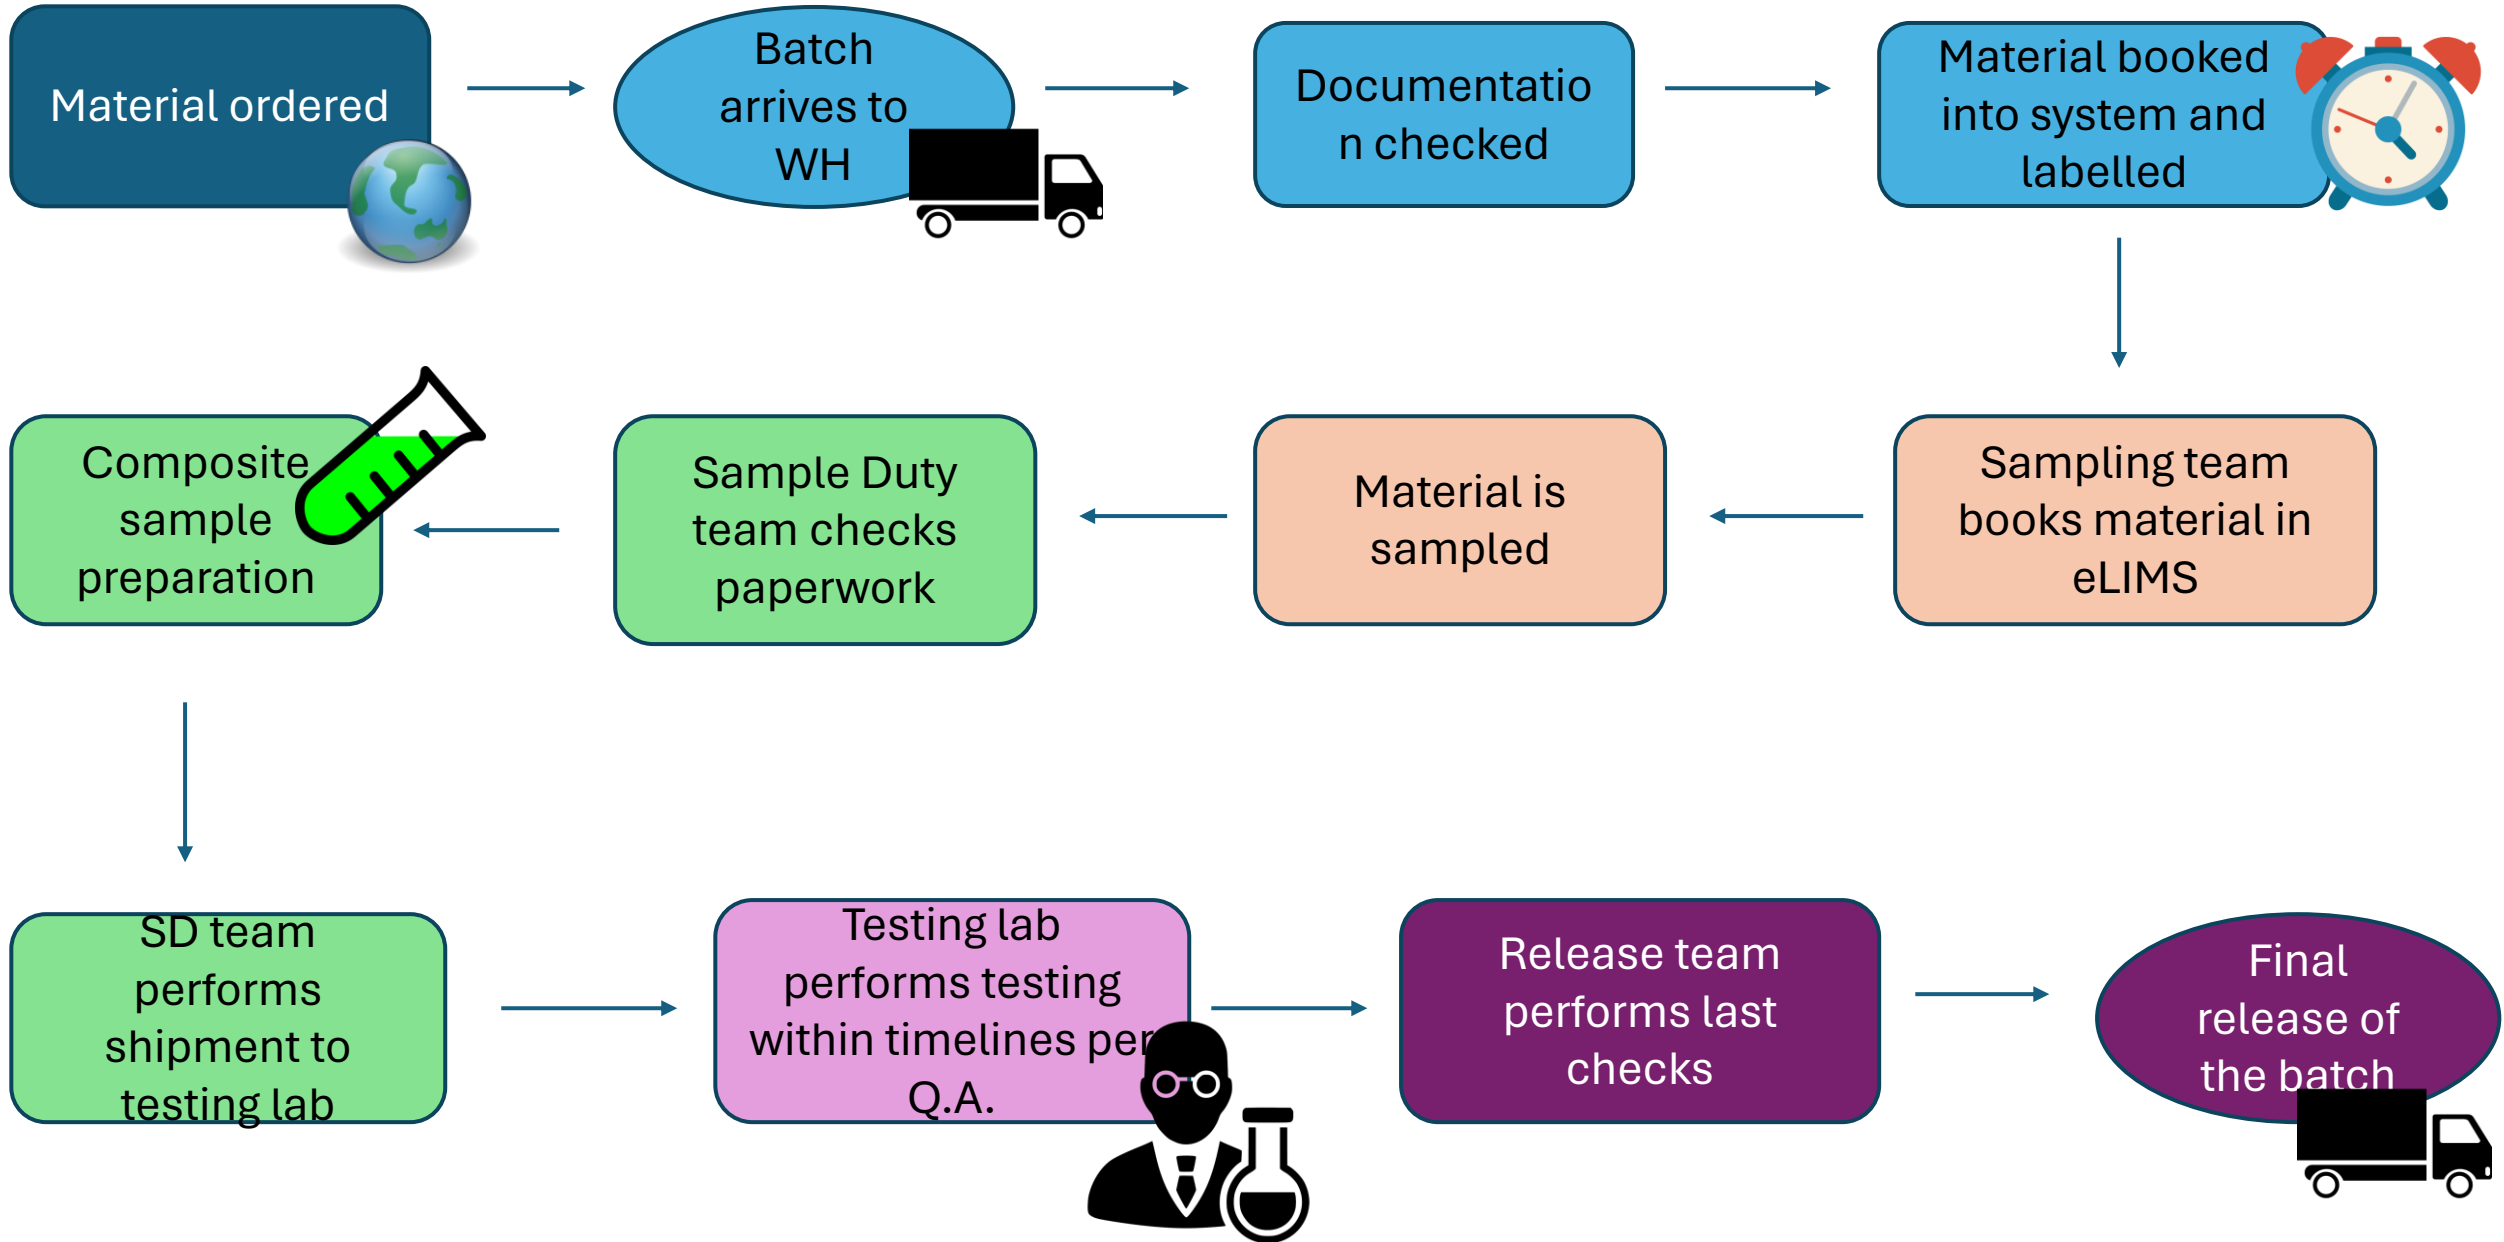 Material ordered
Batch
arrives to
WH
Documentatio
n checked
Material booked
into system and
labelled
Sampling team
books material in
eLIMS
Material is
sampled
Sample Duty
team checks
paperwork
Composite
sample
preparation
SD team
performs
shipment to
testing lab
Testing lab
performs testing
within timelines per
Q.A.
Release team
performs last
checks
Final
release of
the batch